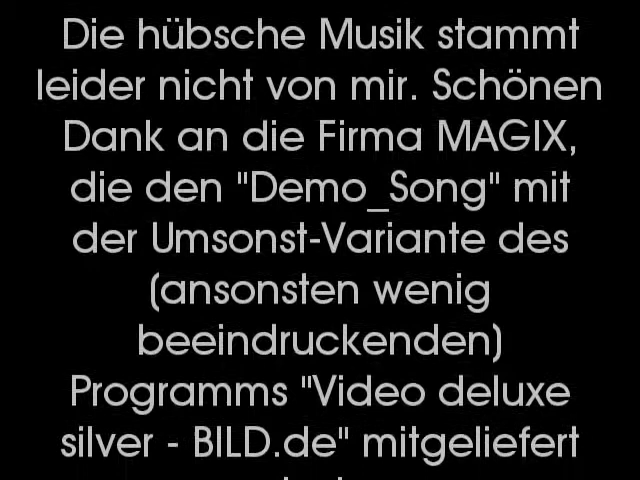 Die hübsche Musik stammt
leider nicht von mir. Schönen
Dank an die Firma MAGIX,
die den "Demo_Song" mit
der Umsonst-Variante des
(ansonsten wenig
beeindruckenden)
Programms "Video deluxe
silver - BILD.de" mitgeliefert